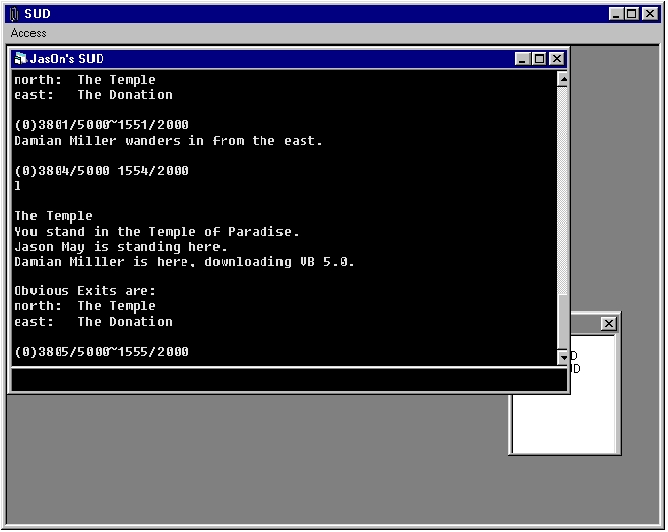 SUD
Access
JasOn's SUD
north:  The Temple
east:   The Donation
(0)3801/5000~1551/2000
Damian Miller wanders in from the east.
(0)3804/5000 1554/2000
l
The Temple
You stand in the Temple of Paradise.
Jason May is standing here.
Damian Milller is here, downloading VB 5.0.
Obvious Exits are:
north:  The Temple
east:   The Donation
(0)3805/5000~1555/2000
D
UD